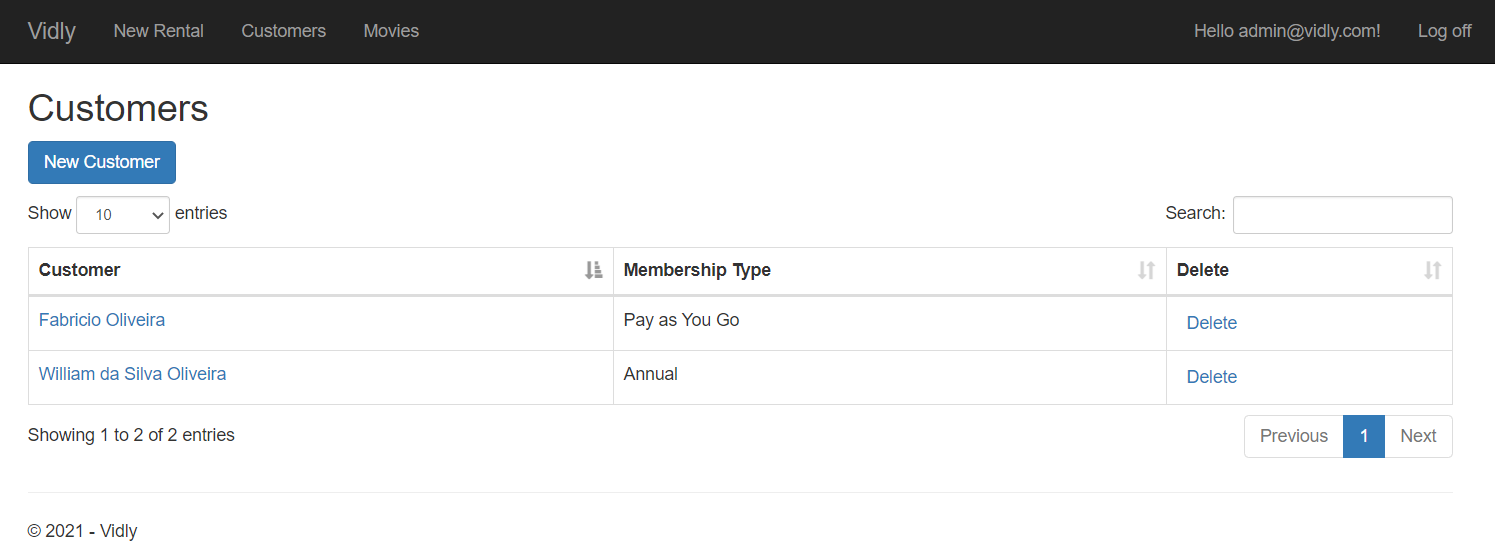 Vidly New Rental Customers Movies Hello admin@vidly.com! Log off
Customers
New Customer
Show 10 entries Search:
Customer Membership Type Delete
Fabricio Oliveira Pay as You Go Delete
William da Silva Oliveira Annual Delete
Showing 1 to 2 of 2 entries Previous 1 Next
© 2021 - Vidly